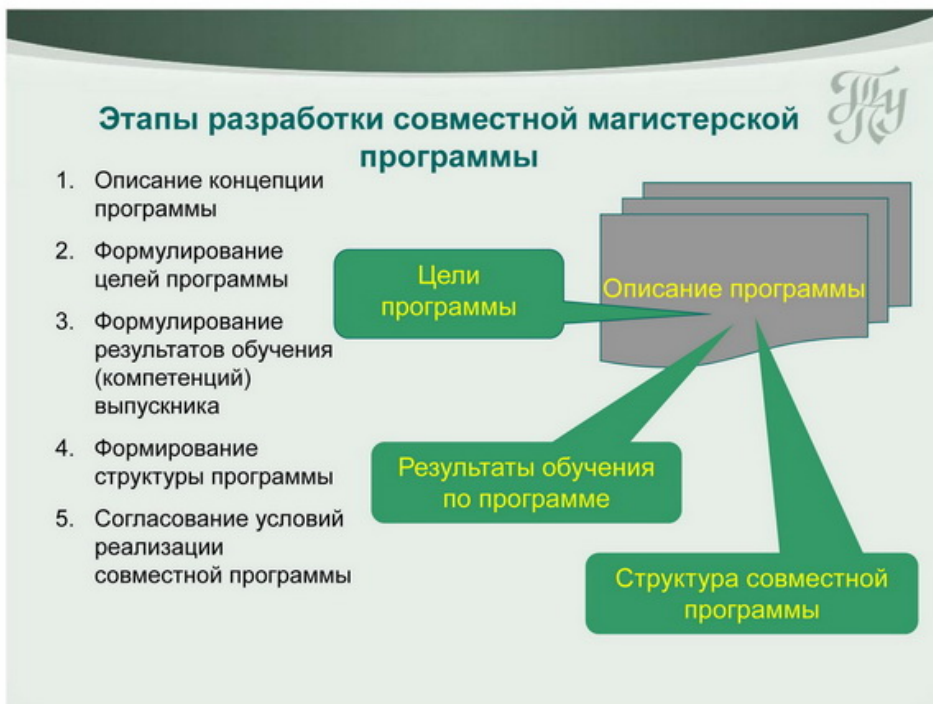 Этапы разработки совместной магистерской
программы
1. Описание концепции
программы
2. Формулирование
целей программы
3. Формулирование
результатов обучения
(компетенций)
выпускника
4. Формирование
структуры программы
5. Согласование условий
реализации
совместной программы
Цели
программы
Описание программы
Результаты обучения
по программе
Структура совместной
программы
ТПУ